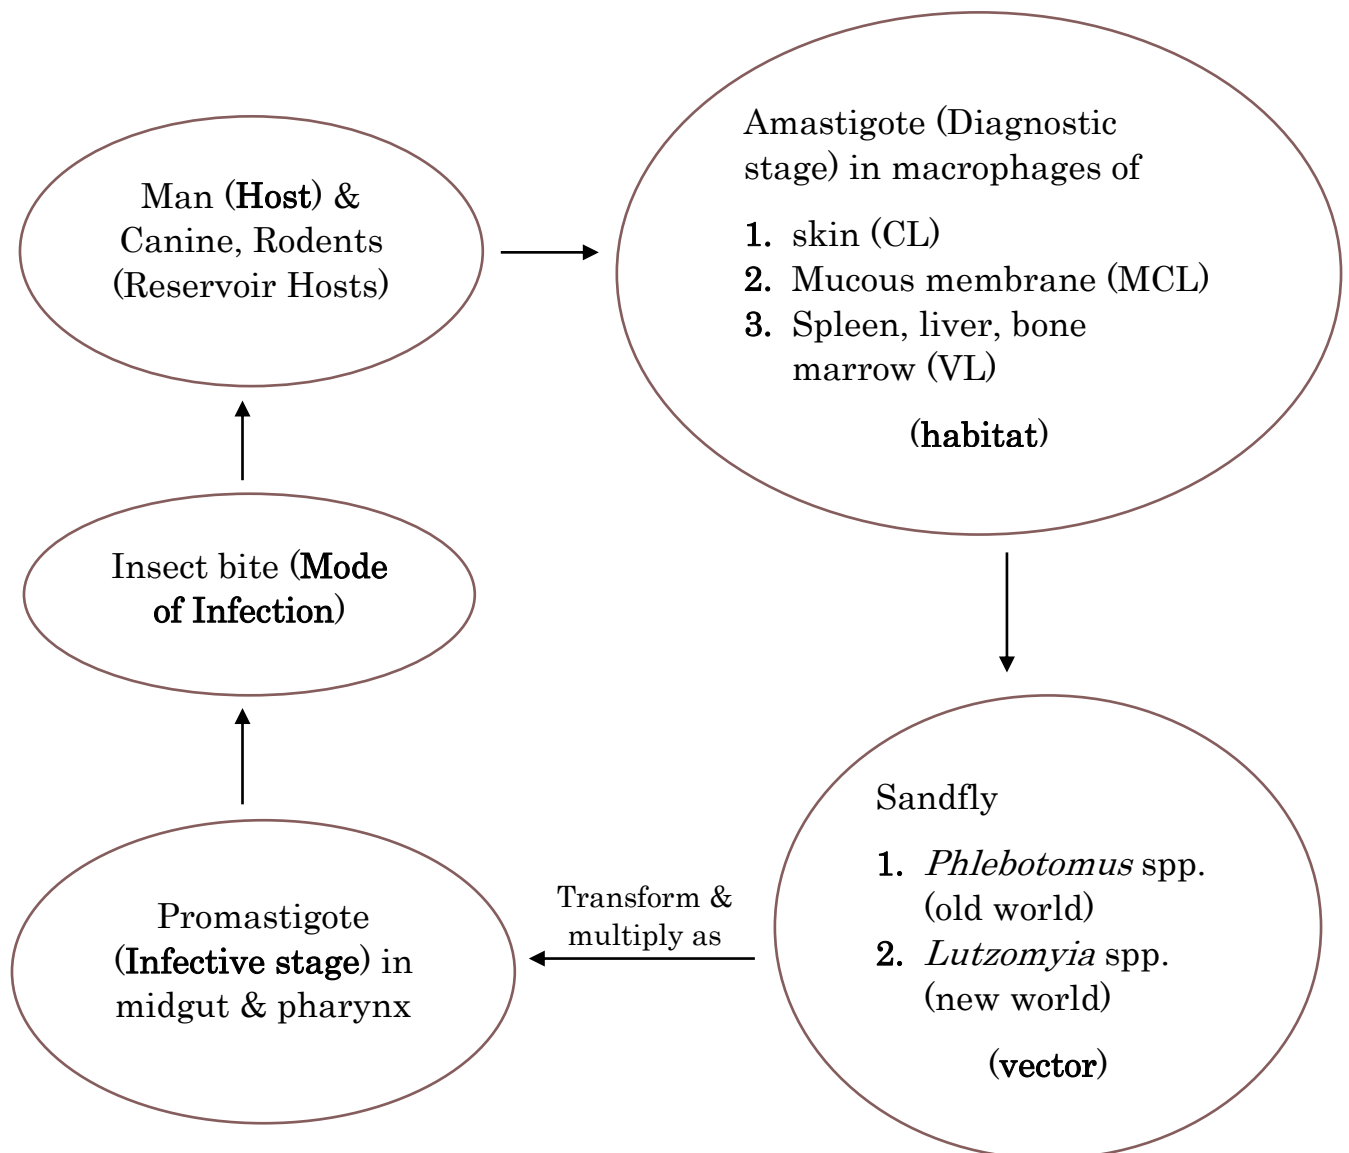 Man (Host) &
Canine, Rodents
(Reservoir Hosts)
Amastigote (Diagnostic
stage) in macrophages of
1. skin (CL)
2. Mucous membrane (MCL)
3. Spleen, liver, bone
marrow (VL)
(habitat)
Sandfly
1. Phlebotomus spp.
(old world)
2. Lutzomyia spp.
(new world)
(vector)
Transform &
multiply as
Promastigote
(Infective stage) in
midgut & pharynx
Insect bite (Mode
of Infection)